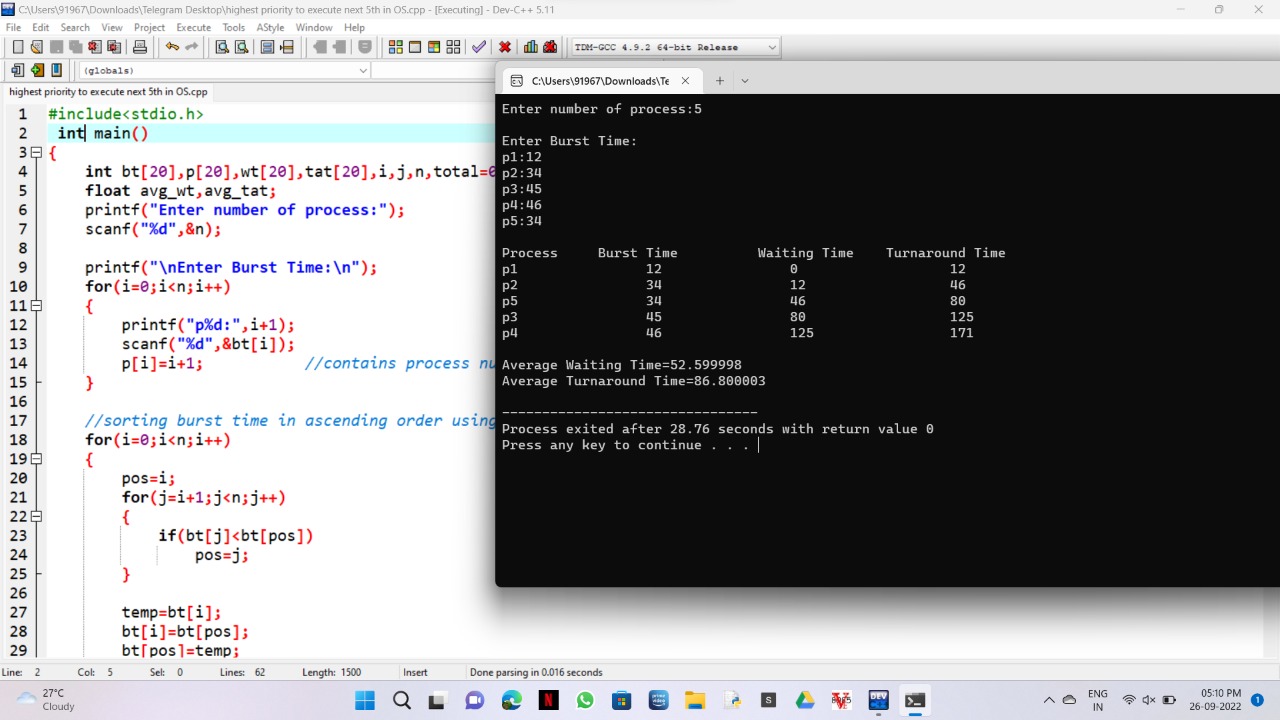 C:\Users\91967\Downloads\Telegram Desktop\highest priority to execute next 5th in OS.cpp - [Executing] - Dev-C++ 5.11
File Edit Search View Project Execute Tools AStyle Window Help
TDM-GCC 4.9.2 64-bit Release
(globals)
highest priority to execute next 5th in OS.cpp
1 #include<stdio.h>
2 int main()
3 {
4 int bt[20],p[20],wt[20],tat[20],i,j,n,total=0
5 float avg_wt,avg_tat;
6 printf("Enter number of process:");
7 scanf("%d",&n);
8
9 printf("\nEnter Burst Time:\n");
10 for(i=0;i<n;i++)
11 {
12 printf("p%d:",i+1);
13 scanf("%d",&bt[i]);
14 p[i]=i+1; //contains process nu
15 }
16
17 //sorting burst time in ascending order using
18 for(i=0;i<n;i++)
19 {
20 pos=i;
21 for(j=i+1;j<n;j++)
22 {
23 if(bt[j]<bt[pos])
24 pos=j;
25 }
26
27 temp=bt[i];
28 bt[i]=bt[pos];
29 bt[pos]=temp;
C:\Users\91967\Downloads\Te
Enter number of process:5
Enter Burst Time:
p1:12
p2:34
p3:45
p4:46
p5:34
Process Burst Time Waiting Time Turnaround Time
p1 12 0 12
p2 34 12 46
p5 34 46 80
p3 45 80 125
p4 46 125 171
Average Waiting Time=52.599998
Average Turnaround Time=86.800003
--------------------------------
Process exited after 28.76 seconds with return value 0
Press any key to continue . . .
Line: 2 Col: 5 Sel: 0 Lines: 62 Length: 1500 Insert Done parsing in 0.016 seconds
27°C
Cloudy
prime video
S
DEV
ENG
IN
05:10 PM
26-09-2022
1